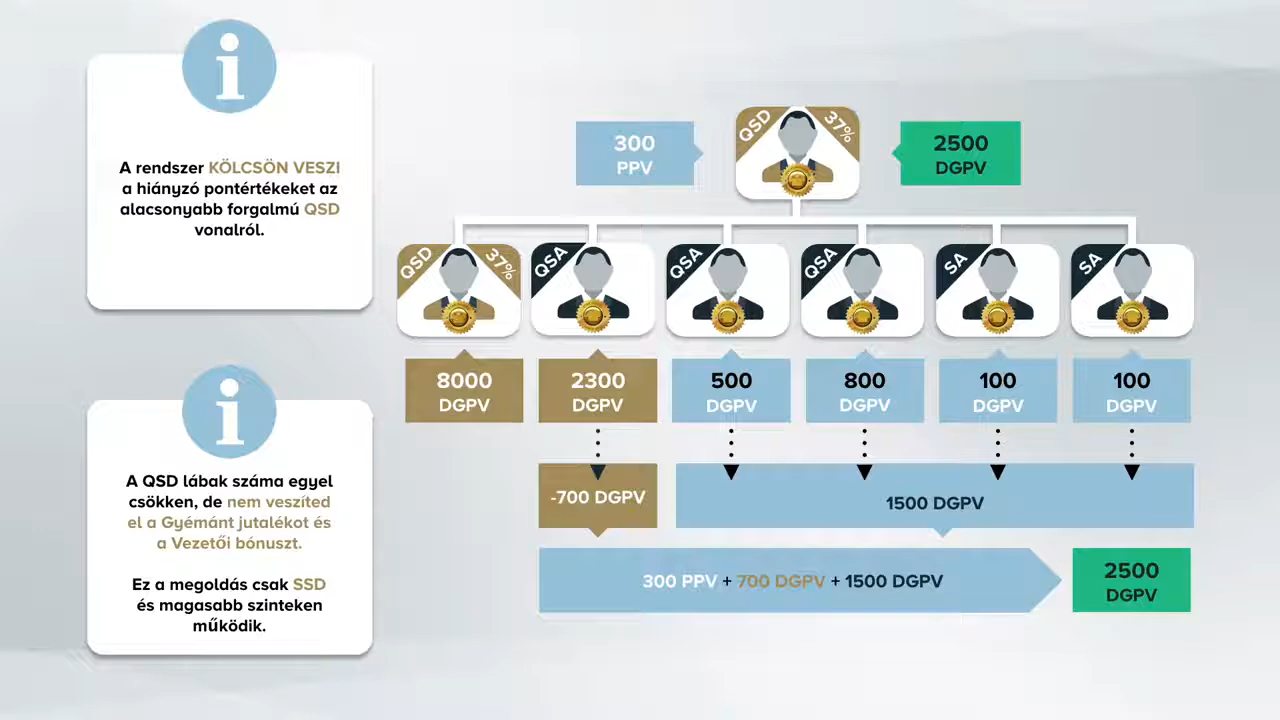 A rendszer KÖLCSÖN VESZI
a hiányzó pontértékeket az
alacsonyabb forgalmú QSD
vonalról.
A QSD lábak száma egyel
csökken, de nem veszíted
el a Gyémánt jutalékot és
a Vezetői bónuszt.
Ez a megoldás csak SSD
és magasabb szinteken
működik.
300
PPV
QSD
37%
2500
DGPV
QSD
37%
QSA
QSA
QSA
SA
SA
8000
DGPV
2300
DGPV
500
DGPV
800
DGPV
100
DGPV
100
DGPV
-700 DGPV
1500 DGPV
300 PPV + 700 DGPV + 1500 DGPV
2500
DGPV